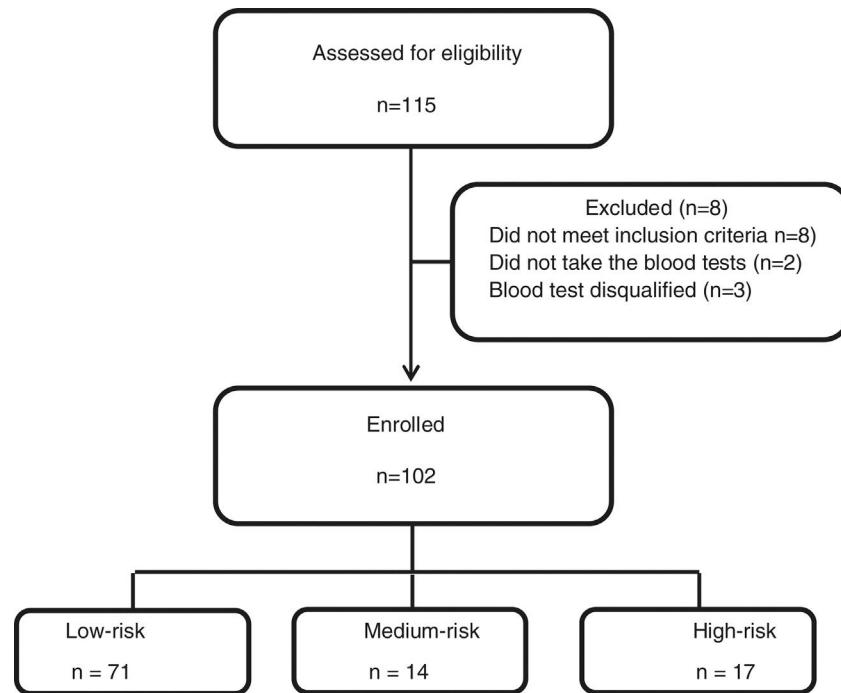 Assessed for eligibility
n=115
Excluded (n=8)
Did not meet inclusion criteria n=8)
Did not take the blood tests (n=2)
Blood test disqualified (n=3)
Enrolled
n=102
Low-risk
n = 71
Medium-risk
n = 14
High-risk
n = 17